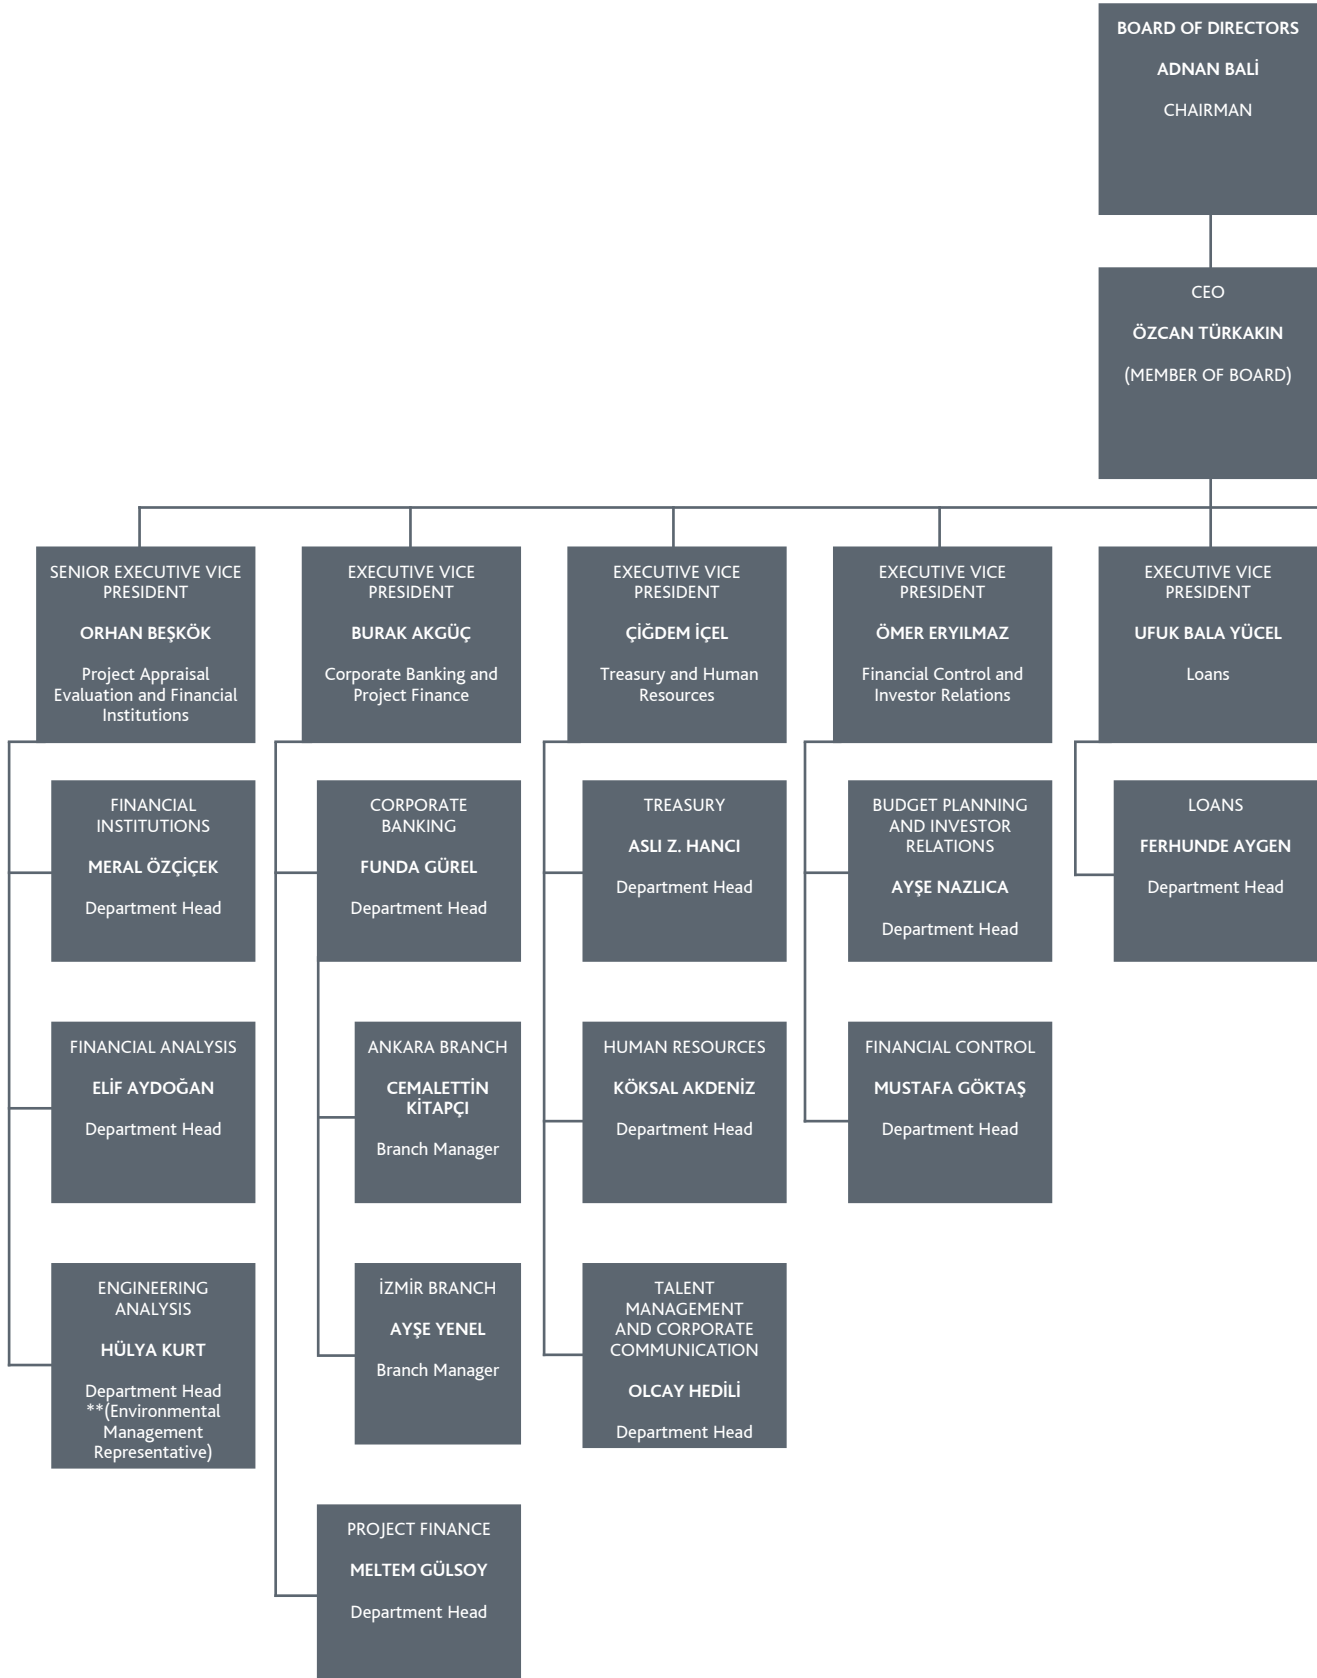 BOARD OF DIRECTORS
ADNAN BALİ
CHAIRMAN
CEO
ÖZCAN TÜRKAKIN
(MEMBER OF BOARD)
SENIOR EXECUTIVE VICE
PRESIDENT
ORHAN BEŞKÖK
Project Appraisal
Evaluation and Financial
Institutions
EXECUTIVE VICE
PRESIDENT
BURAK AKGÜÇ
Corporate Banking and
Project Finance
EXECUTIVE VICE
PRESIDENT
ÇİĞDEM İÇEL
Treasury and Human
Resources
EXECUTIVE VICE
PRESIDENT
ÖMER ERYILMAZ
Financial Control and
Investor Relations
EXECUTIVE VICE
PRESIDENT
UFUK BALA YÜCEL
Loans
FINANCIAL
INSTITUTIONS
MERAL ÖZÇİÇEK
Department Head
CORPORATE
BANKING
FUNDA GÜREL
Department Head
TREASURY
ASLI Z. HANCI
Department Head
BUDGET PLANNING
AND INVESTOR
RELATIONS
AYŞE NAZLICA
Department Head
LOANS
FERHUNDE AYGEN
Department Head
FINANCIAL ANALYSIS
ELİF AYDOĞAN
Department Head
ANKARA BRANCH
CEMALETTİN
KİTAPÇI
Branch Manager
HUMAN RESOURCES
KÖKSAL AKDENİZ
Department Head
FINANCIAL CONTROL
MUSTAFA GÖKTAŞ
Department Head
ENGINEERING
ANALYSIS
HÜLYA KURT
Department Head
**(Environmental
Management
Representative)
İZMİR BRANCH
AYŞE YENEL
Branch Manager
TALENT
MANAGEMENT
AND CORPORATE
COMMUNICATION
OLCAY HEDİLİ
Department Head
PROJECT FINANCE
MELTEM GÜLSOY
Department Head